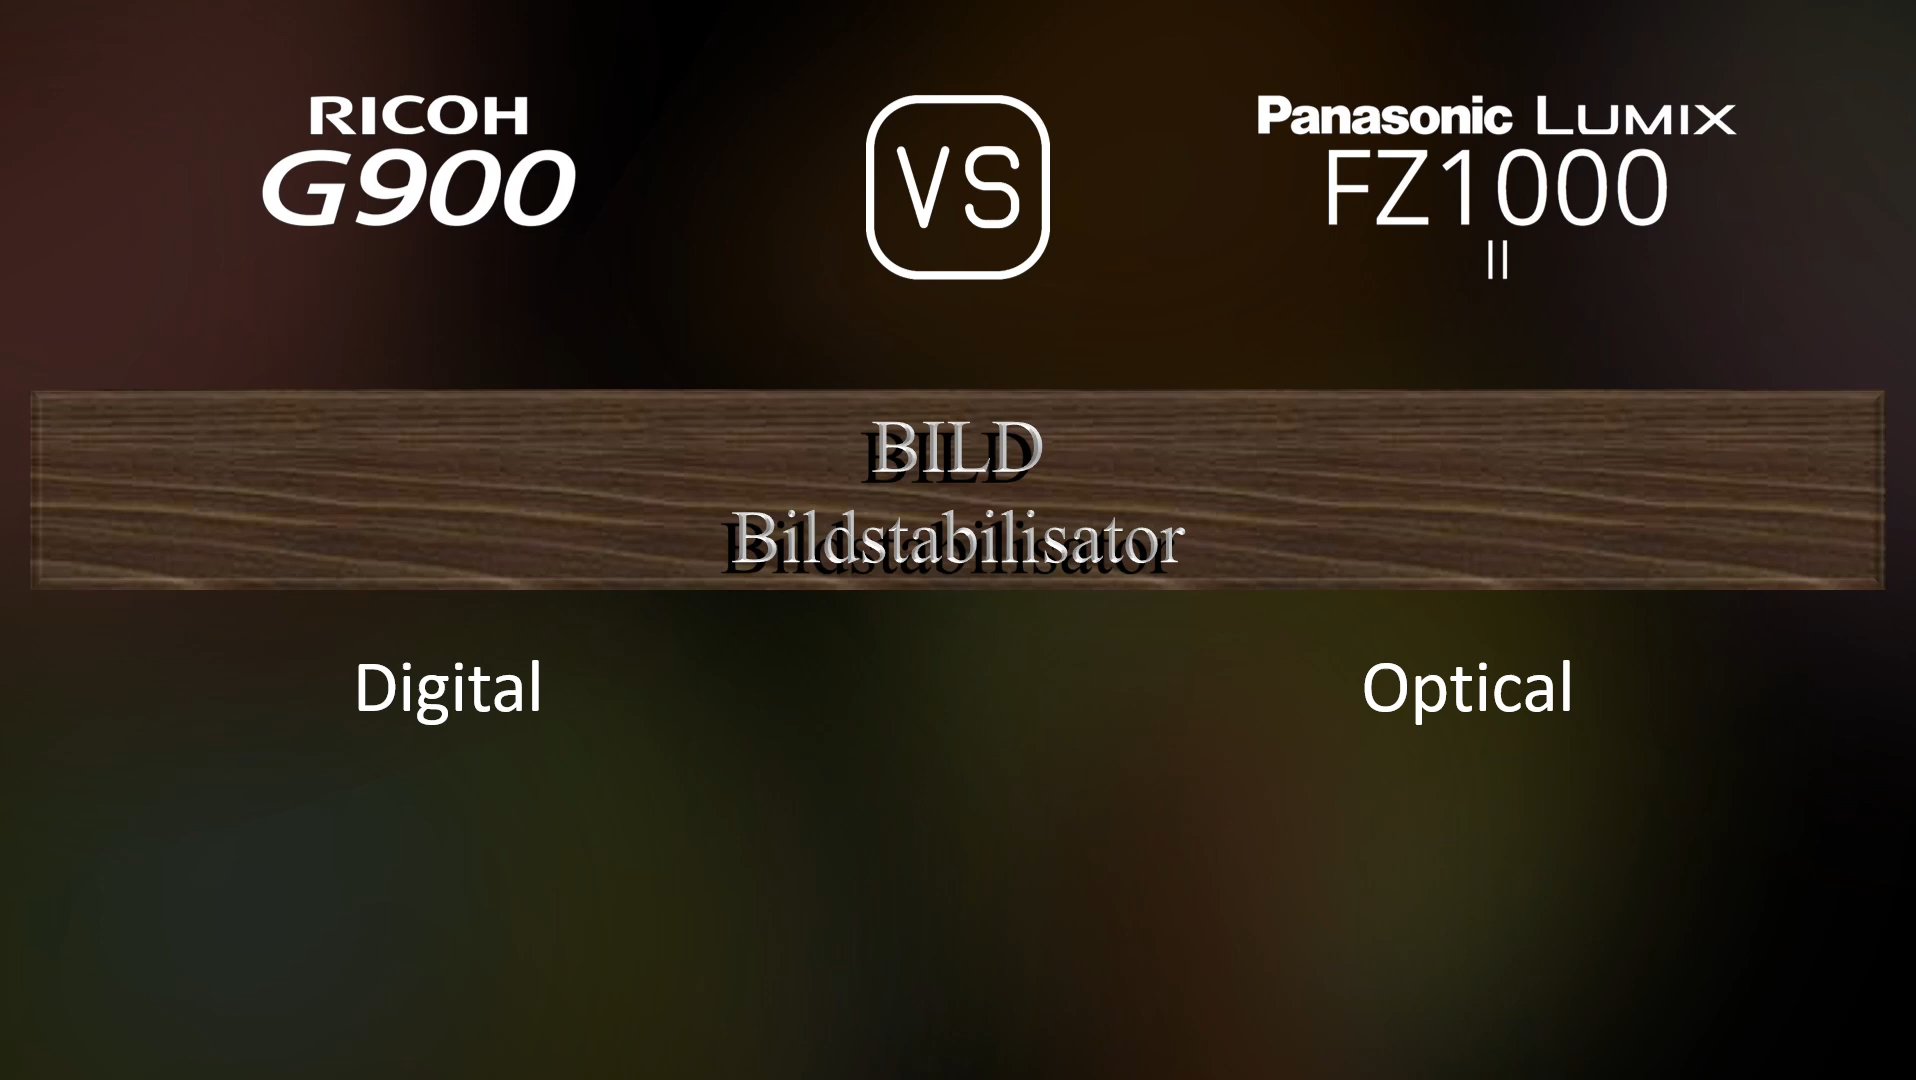 RICOH
G900
VS
Panasonic LUMIX
FZ1000
II
BILD
Bildstabilisator
Digital
Optical